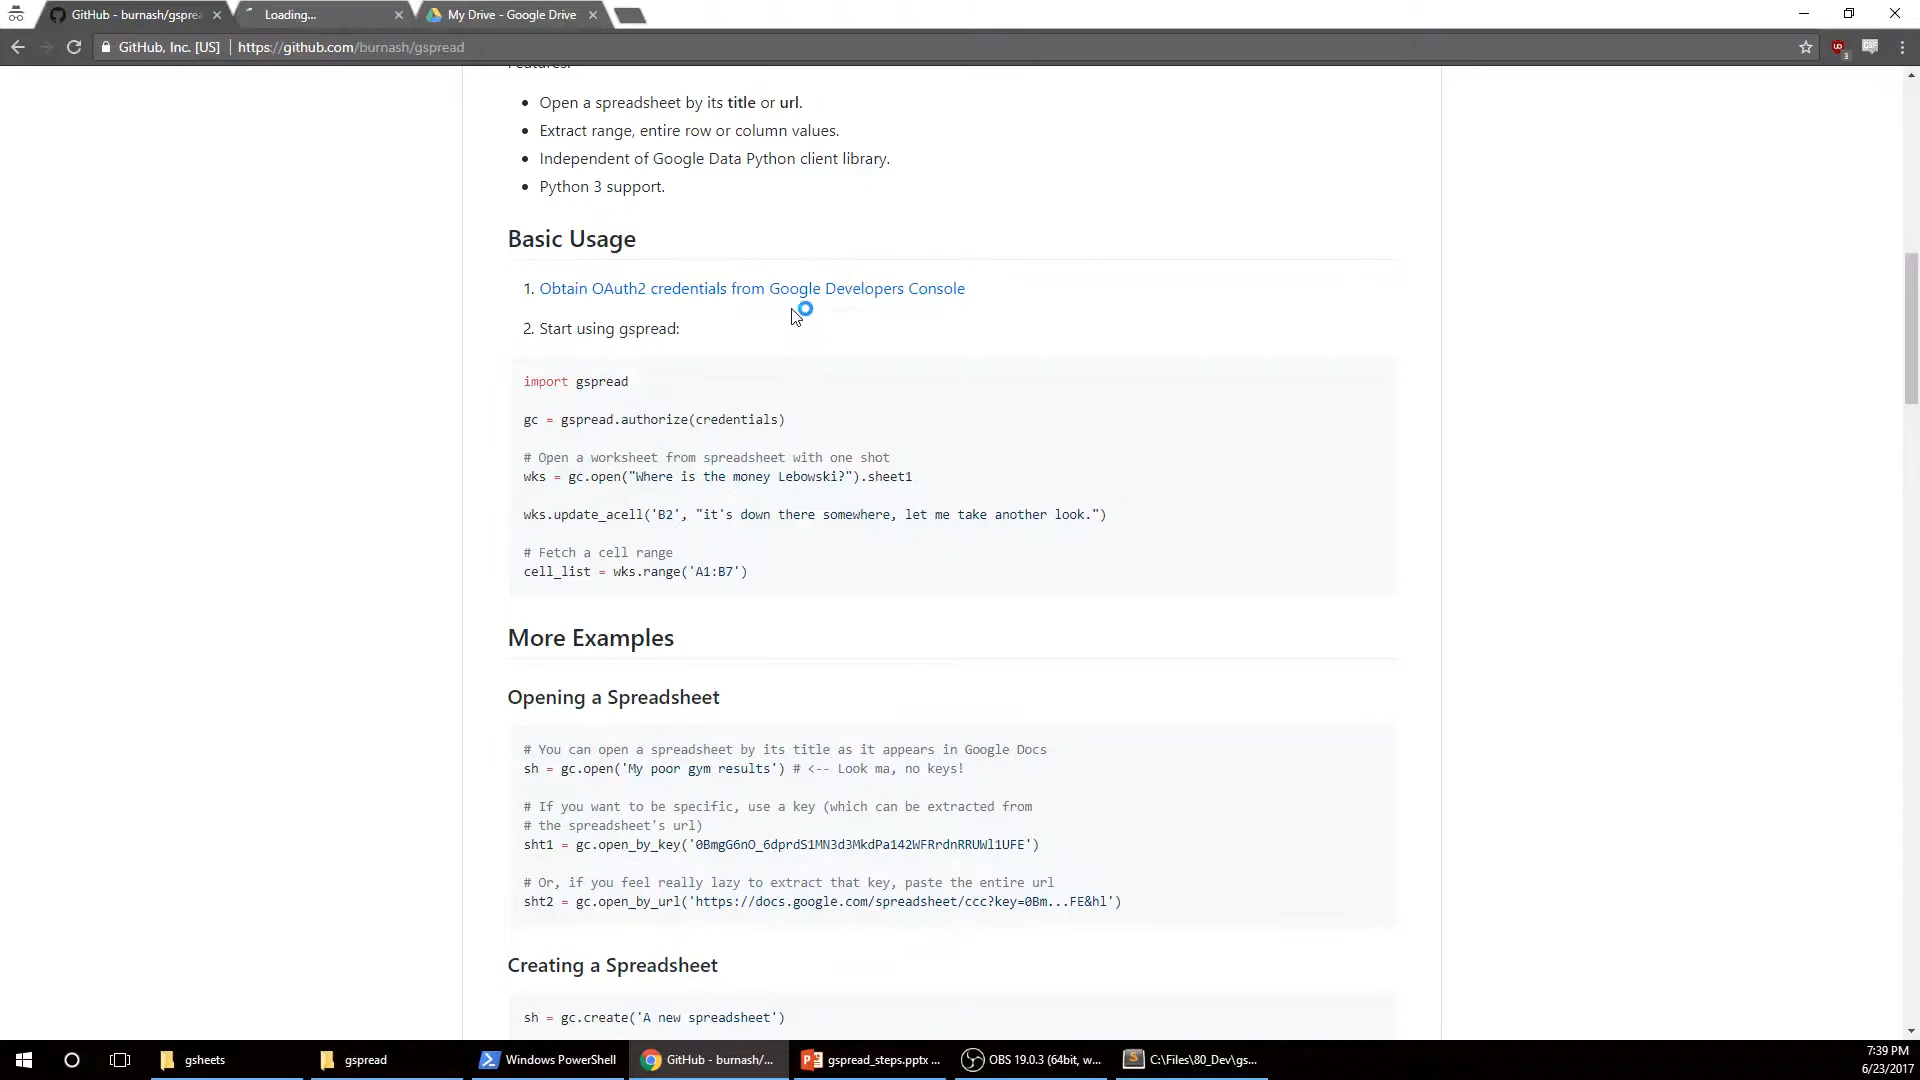 GitHub - burnash/gsprea
Loading...
My Drive - Google Drive
GitHub, Inc. [US]
https://github.com/burnash/gspread
3
Features:
Open a spreadsheet by its title or url.
Extract range, entire row or column values.
Independent of Google Data Python client library.
Python 3 support.
Basic Usage
1. Obtain OAuth2 credentials from Google Developers Console
2. Start using gspread:
import gspread
gc = gspread.authorize(credentials)
# Open a worksheet from spreadsheet with one shot
wks = gc.open("Where is the money Lebowski?").sheet1
wks.update_acell('B2', "it's down there somewhere, let me take another look.")
# Fetch a cell range
cell_list = wks.range('A1:B7')
More Examples
Opening a Spreadsheet
# You can open a spreadsheet by its title as it appears in Google Docs
sh = gc.open('My poor gym results') # <-- Look ma, no keys!
# If you want to be specific, use a key (which can be extracted from
# the spreadsheet's url)
sht1 = gc.open_by_key('0BmgG6nO_6dprdS1MN3d3MkdPa142WFRrdnRRUWl1UFE')
# Or, if you feel really lazy to extract that key, paste the entire url
sht2 = gc.open_by_url('https://docs.google.com/spreadsheet/ccc?key=0Bm...FE&hl')
Creating a Spreadsheet
sh = gc.create('A new spreadsheet')
gsheets
gspread
Windows PowerShell
GitHub - burnash/...
gspread_steps.pptx ...
OBS 19.0.3 (64bit, w...
C:\Files\80_Dev\gs...
7:39 PM
6/23/2017